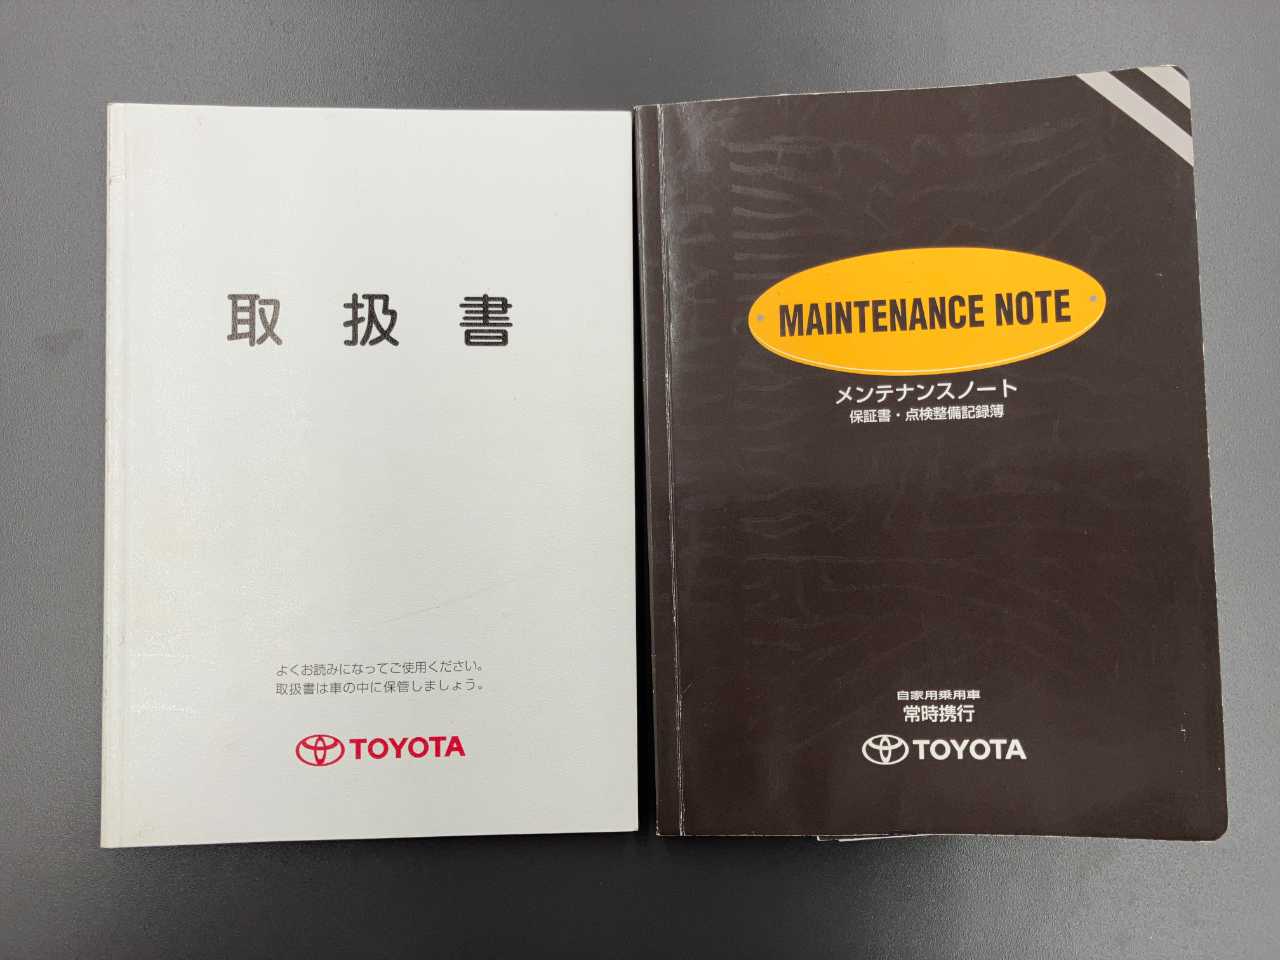 取扱書
よくお読みになってご使用ください。
取扱書は車の中に保管しましょう。
TOYOTA
MAINTENANCE NOTE
メンテナンスノート
保証書・点検整備記録簿
自家用乗用車
常時携行
TOYOTA